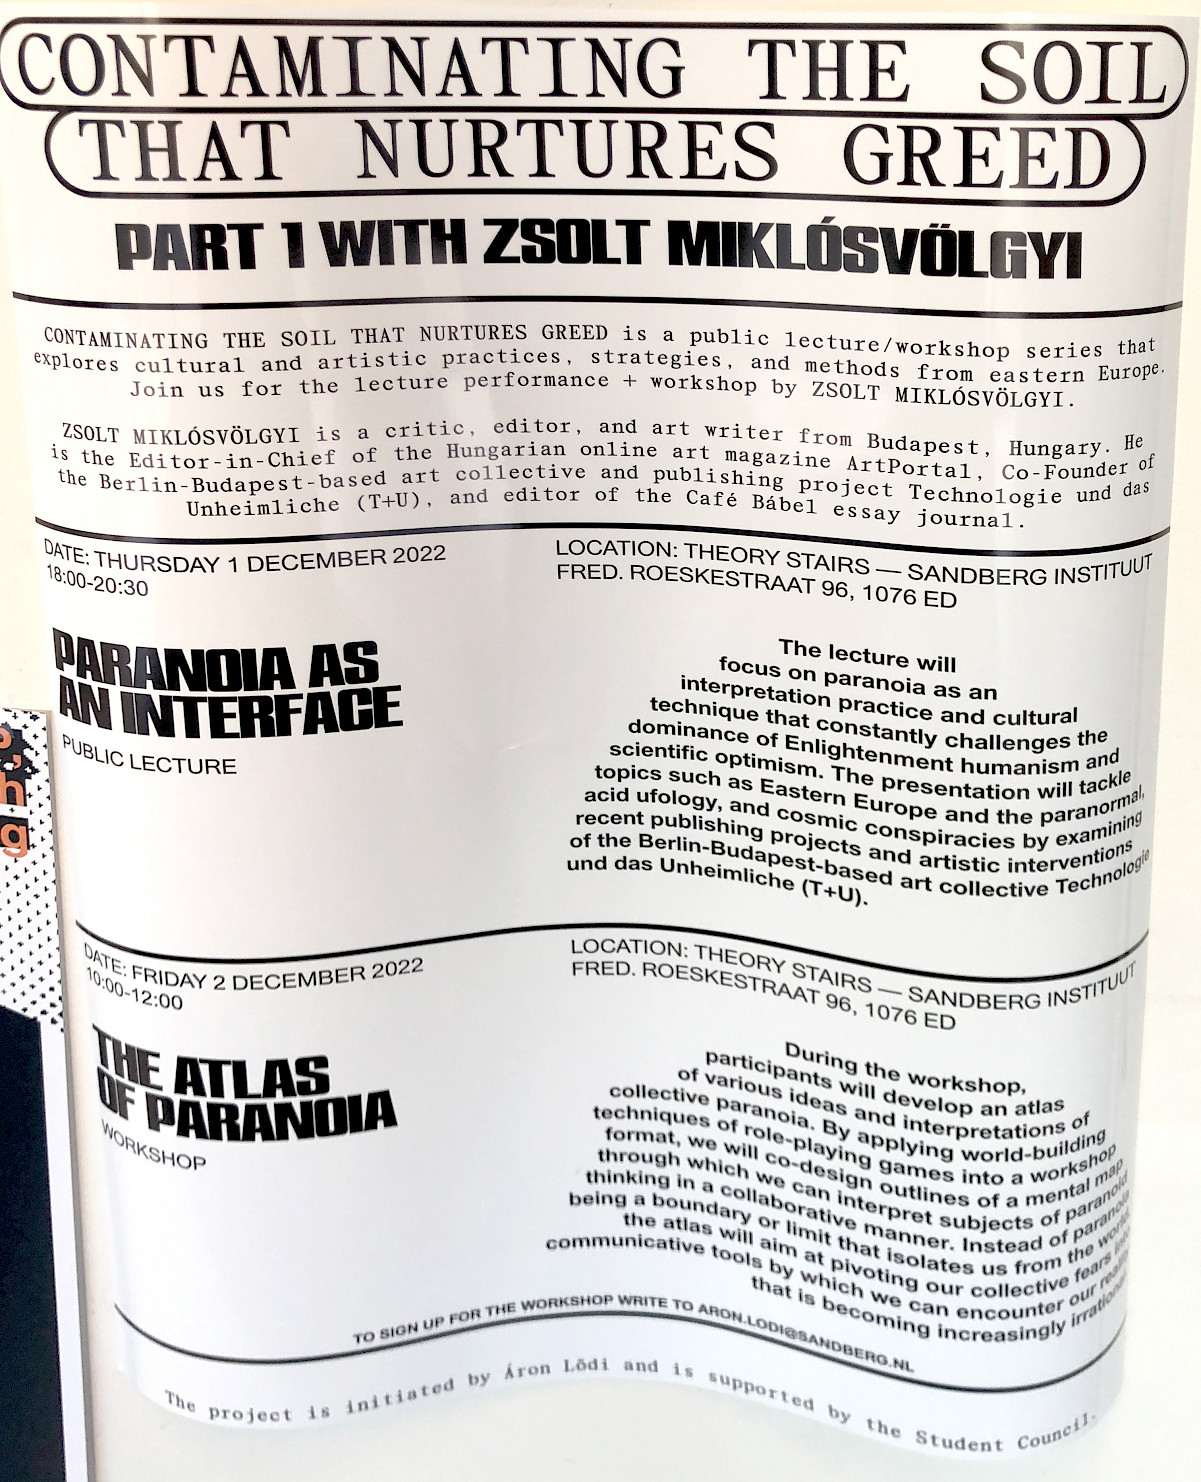 CONTAMINATING THE SOIL
THAT NURTURES GREED
PART 1 WITH ZSOLT MIKLÓSVÖLGYI
CONTAMINATING THE SOIL THAT NURTURES GREED is a public lecture/workshop series that
explores cultural and artistic practices, strategies, and methods from eastern Europe.
Join us for the lecture performance + workshop by ZSOLT MIKLÓSVÖLGYI.
ZSOLT MIKLÓSVÖLGYI is a critic, editor, and art writer from Budapest, Hungary. He
is the Editor-in-Chief of the Hungarian online art magazine ArtPortal, Co-Founder of
the Berlin-Budapest-based art collective and publishing project Technologie und das
Unheimliche (T+U), and editor of the Café Bábel essay journal.
DATE: THURSDAY 1 DECEMBER 2022
18:00-20:30
LOCATION: THEORY STAIRS — SANDBERG INSTITUUT
FRED. ROESKESTRAAT 96, 1076 ED
PARANOIA AS
AN INTERFACE
PUBLIC LECTURE
The lecture will
focus on paranoia as an
interpretation practice and cultural
technique that constantly challenges the
dominance of Enlightenment humanism and
scientific optimism. The presentation will tackle
topics such as Eastern Europe and the paranormal,
acid ufology, and cosmic conspiracies by examining
recent publishing projects and artistic interventions
of the Berlin-Budapest-based art collective Technologie
und das Unheimliche (T+U).
DATE: FRIDAY 2 DECEMBER 2022
10:00-12:00
LOCATION: THEORY STAIRS — SANDBERG INSTITUUT
FRED. ROESKESTRAAT 96, 1076 ED
THE ATLAS
OF PARANOIA
WORKSHOP
During the workshop,
participants will develop an atlas
of various ideas and interpretations of
collective paranoia. By applying world-building
techniques of role-playing games into a workshop
format, we will co-design outlines of a mental map
through which we can interpret subjects of paranoid
thinking in a collaborative manner. Instead of paranoia
being a boundary or limit that isolates us from the world,
the atlas will aim at pivoting our collective fears into
communicative tools by which we can encounter our reality
that is becoming increasingly irrational.
TO SIGN UP FOR THE WORKSHOP WRITE TO ARON.LODI@SANDBERG.NL
The project is initiated by Áron Lődi and is supported by the Student Council.
h
g